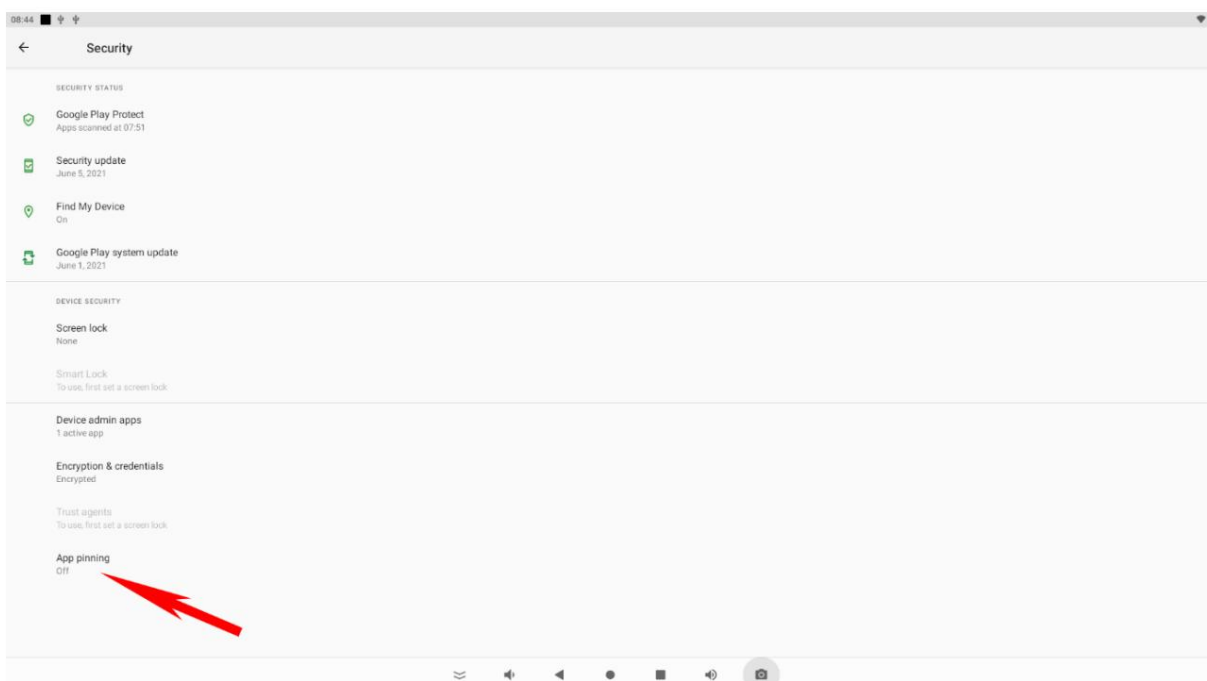 08:44
Security
SECURITY STATUS
Google Play Protect
Apps scanned at 07:51
Security update
June 5, 2021
Find My Device
On
Google Play system update
June 1, 2021
DEVICE SECURITY
Screen lock
None
Smart Lock
To use, first set a screen lock
Device admin apps
1 active app
Encryption & credentials
Encrypted
Trust agents
To use, first set a screen lock
App pinning
Off